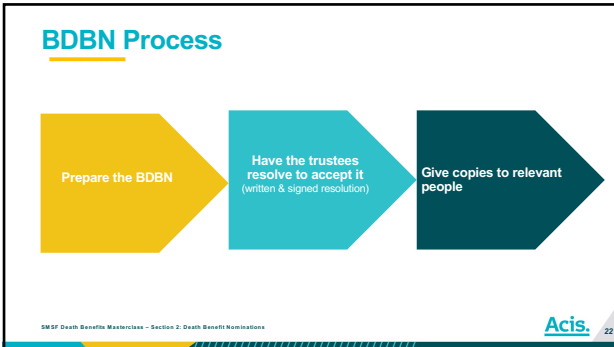 BDBN Process
Prepare the BDBN
Have the trustees
resolve to accept it
(written & signed resolution)
Give copies to relevant
people
SMSF Death Benefits Masterclass – Section 2: Death Benefit Nominations
Acis.
22